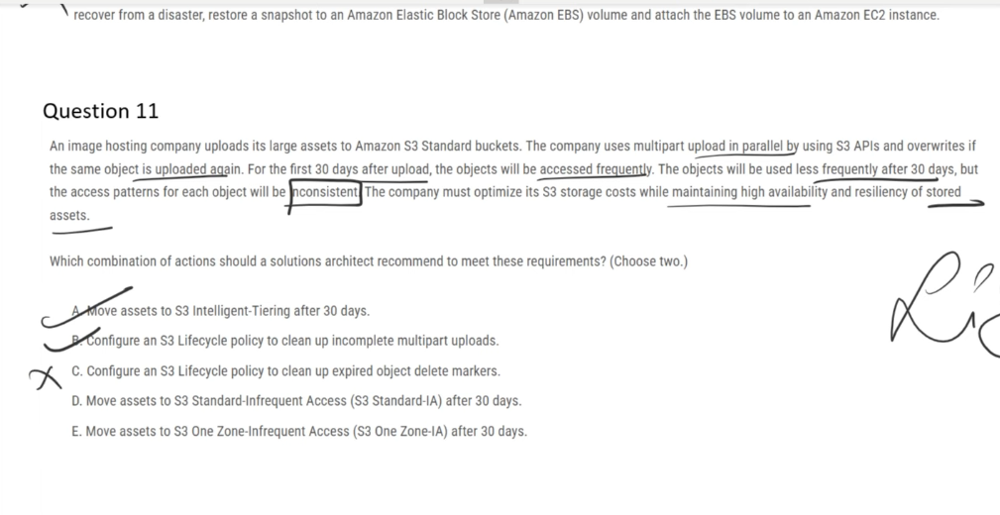 recover from a disaster, restore a snapshot to an Amazon Elastic Block Store (Amazon EBS) volume and attach the EBS volume to an Amazon EC2 instance.
Question 11
An image hosting company uploads its large assets to Amazon S3 Standard buckets. The company uses multipart upload in parallel by using S3 APIs and overwrites if
the same object is uploaded again. For the first 30 days after upload, the objects will be accessed frequently. The objects will be used less frequently after 30 days, but
the access patterns for each object will be inconsistent. The company must optimize its S3 storage costs while maintaining high availability and resiliency of stored
assets.
Which combination of actions should a solutions architect recommend to meet these requirements? (Choose two.)
A. Move assets to S3 Intelligent-Tiering after 30 days.
B. Configure an S3 Lifecycle policy to clean up incomplete multipart uploads.
C. Configure an S3 Lifecycle policy to clean up expired object delete markers.
D. Move assets to S3 Standard-Infrequent Access (S3 Standard-IA) after 30 days.
E. Move assets to S3 One Zone-Infrequent Access (S3 One Zone-IA) after 30 days.